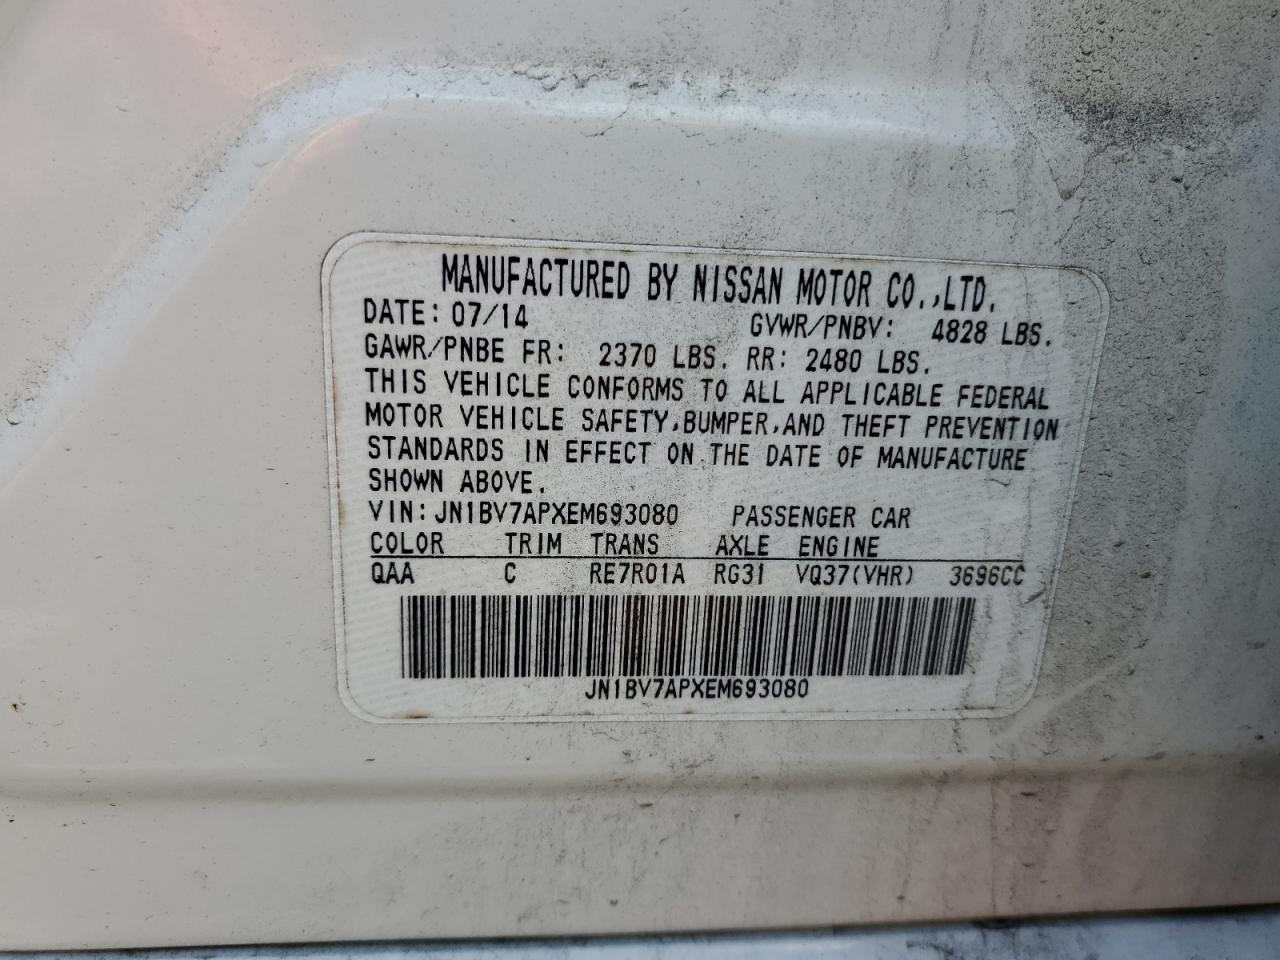 MANUFACTURED BY NISSAN MOTOR CO.,LTD.
DATE: 07/14 GVWR/PNBV: 4828 LBS.
GAWR/PNBE FR: 2370 LBS. RR: 2480 LBS.
THIS VEHICLE CONFORMS TO ALL APPLICABLE FEDERAL
MOTOR VEHICLE SAFETY,BUMPER,AND THEFT PREVENTION
STANDARDS IN EFFECT ON THE DATE OF MANUFACTURE
SHOWN ABOVE.
VIN:JN1BV7APXEM693080 PASSENGER CAR
COLOR TRIM TRANS AXLE ENGINE
QAA C RE7R01A RG31 VQ37(VHR) 3696CC
JN1BV7APXEM693080